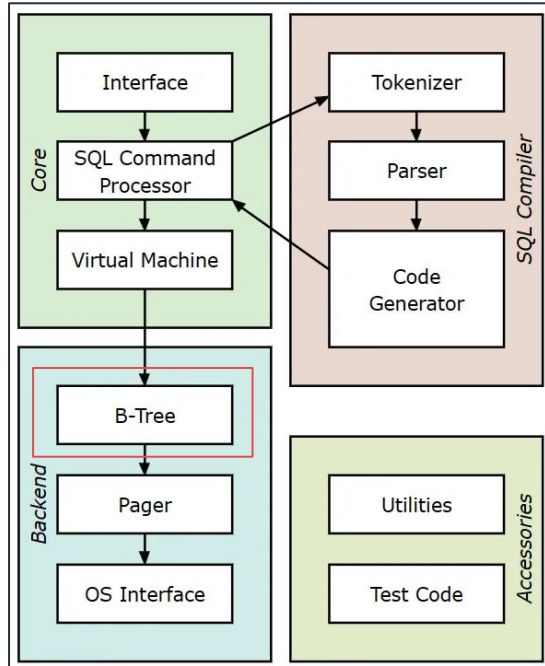 Core
Interface
SQL Command
Processor
Virtual Machine
SQL Compiler
Tokenizer
Parser
Code
Generator
Backend
B-Tree
Pager
OS Interface
Accessories
Utilities
Test Code